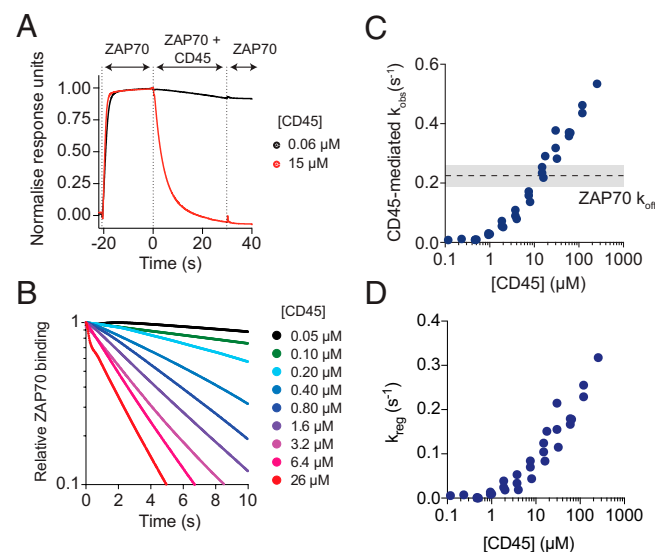 A
ZAP70 ZAP70 + CD45 ZAP70
Normalise response units
1.00
0.75
0.50
0.25
0.00
-20 0 20 40
Time (s)
[CD45]
0.06 µM
15 µM
B
Relative ZAP70 binding
1
0.1
0 2 4 6 8 10
Time (s)
[CD45]
0.05 µM
0.10 µM
0.20 µM
0.40 µM
0.80 µM
1.6 µM
3.2 µM
6.4 µM
26 µM
C
CD45-mediated kobs(s-1)
0.6
0.4
0.2
0.0
ZAP70 koff
0.1 1 10 100 1000
[CD45] (µM)
D
kreg(s-1)
0.4
0.3
0.2
0.1
0.0
0.1 1 10 100 1000
[CD45] (µM)